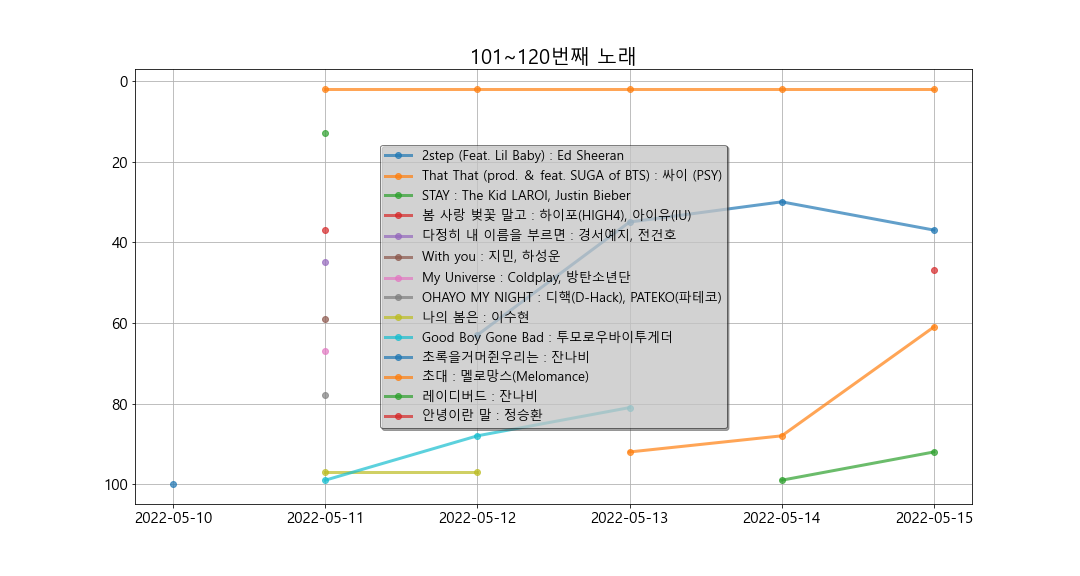 101~120번째 노래
0
20
40
60
80
100
2step (Feat. Lil Baby) : Ed Sheeran
That That (prod. & feat. SUGA of BTS) : 싸이 (PSY)
STAY : The Kid LAROI, Justin Bieber
봄 사랑 벚꽃 말고 : 하이포(HIGH4), 아이유(IU)
다정히 내 이름을 부르면 : 경서예지, 전건호
With you : 지민, 하성운
My Universe : Coldplay, 방탄소년단
OHAYO MY NIGHT : 디핵(D-Hack), PATEKO(파테코)
나의 봄은 : 이수현
Good Boy Gone Bad : 투모로우바이투게더
초록을거머쥔우리는 : 잔나비
초대 : 멜로망스(Melomance)
레이디버드 : 잔나비
안녕이란 말 : 정승환
2022-05-10
2022-05-11
2022-05-12
2022-05-13
2022-05-14
2022-05-15